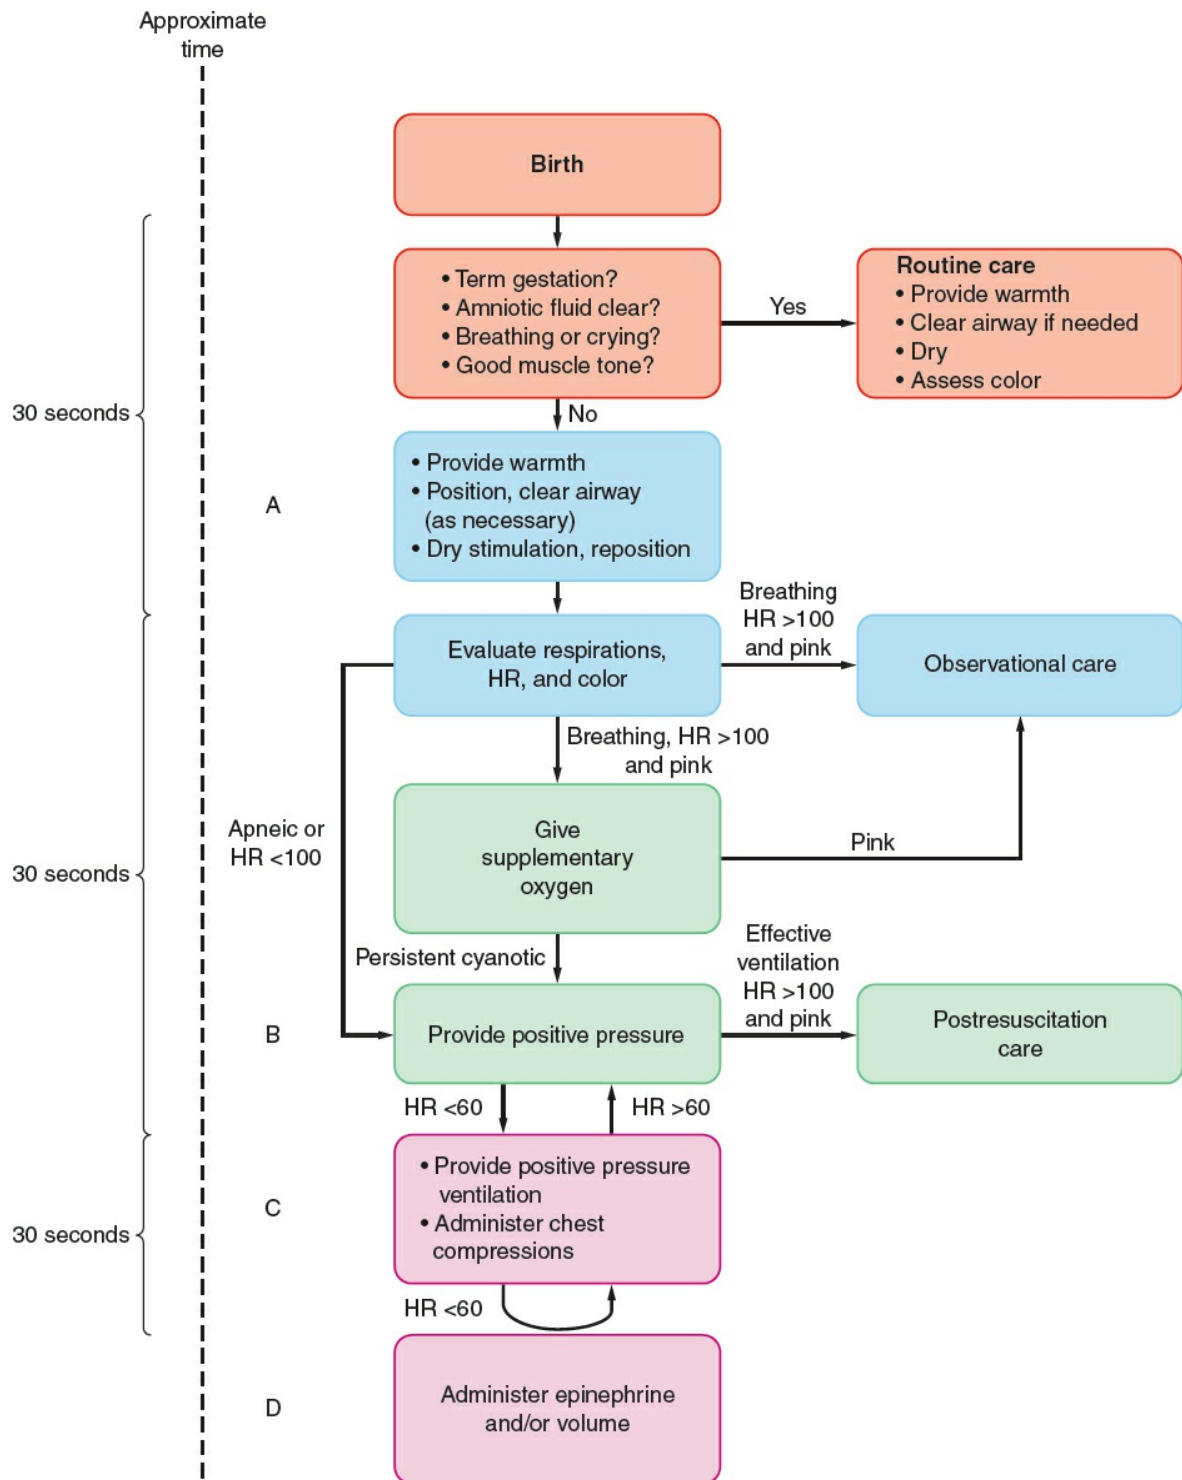 Approximate
time
Birth
• Term gestation?
• Amniotic fluid clear?
• Breathing or crying?
• Good muscle tone?
Yes
Routine care
• Provide warmth
• Clear airway if needed
• Dry
• Assess color
30 seconds
No
A
• Provide warmth
• Position, clear airway
(as necessary)
• Dry stimulation, reposition
Evaluate respirations,
HR, and color
Breathing
HR >100
and pink
Observational care
Breathing, HR >100
and pink
Apneic or
HR <100
30 seconds
Give
supplementary
oxygen
Pink
Persistent cyanotic
B
Provide positive pressure
Effective
ventilation
HR >100
and pink
Postresuscitation
care
HR <60
HR >60
30 seconds
C
• Provide positive pressure
ventilation
• Administer chest
compressions
HR <60
D
Administer epinephrine
and/or volume